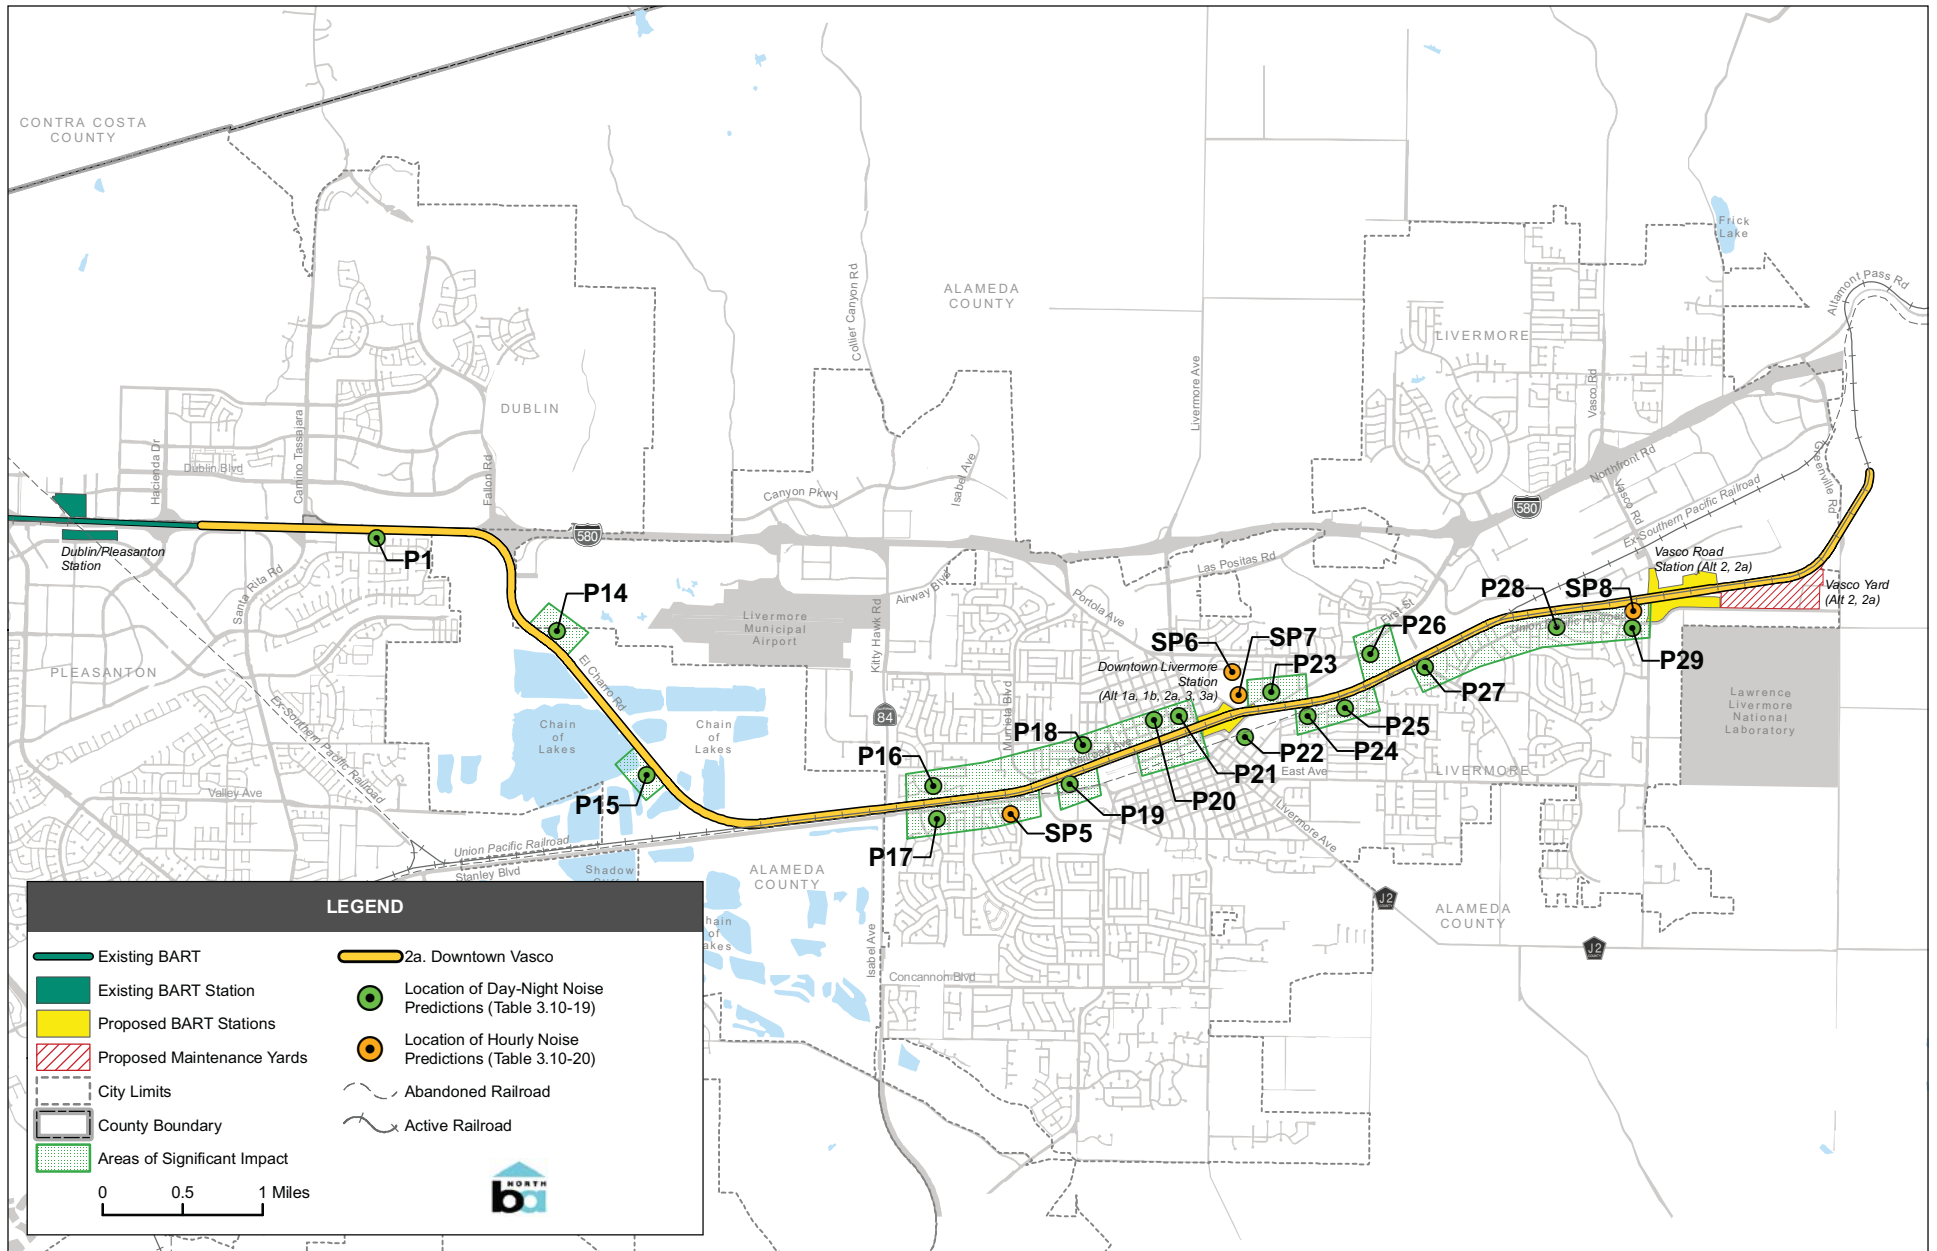 CONTRA COSTA
COUNTY
ALAMEDA
COUNTY
Frick
Lake
Altamont Pass Rd
LIVERMORE
Collier Canyon Rd
Livermore Ave
Vasco Rd
DUBLIN
Hacienda Dr
Dublin Blvd
Camino Tassajara
Fallon Rd
Canyon Pkwy
Isabel Ave
Northfront Rd
Vasco Rd
Ex-Southern Pacific Railroad
Greenville Rd
580
580
Dublin/Pleasanton
Station
P1
Santa Rita Rd
P14
Livermore
Municipal
Airport
Airway Blvd
Kitty Hawk Rd
Portola Ave
Las Positas Rd
First St
Vasco Road
Station (Alt 2, 2a)
Vasco Yard
(Alt 2, 2a)
P28
SP8
P26
P29
P27
SP6
SP7
P23
Downtown Livermore
Station
(Alt 1a, 1b, 2a, 3, 3a)
PLEASANTON
El Charro Rd
Ex-Southern Pacific Railroad
Chain
of
Lakes
Chain
of
Lakes
84
Murrieta Blvd
P18
P16
P25
P24
P22
P21
P20
P19
East Ave
LIVERMORE
Lawrence
Livermore
National
Laboratory
Valley Ave
P15
SP5
P17
Livermore Ave
Union Pacific Railroad
Stanley Blvd
Shadow
ALAMEDA
COUNTY
J2
COUNTY
ALAMEDA
COUNTY
J2
COUNTY
Isabel Ave
Concannon Blvd
LEGEND
Existing BART
Existing BART Station
Proposed BART Stations
Proposed Maintenance Yards
City Limits
County Boundary
Areas of Significant Impact
2a. Downtown Vasco
Location of Day-Night Noise
Predictions (Table 3.10-19)
Location of Hourly Noise
Predictions (Table 3.10-20)
Abandoned Railroad
Active Railroad
0 0.5 1 Miles
NORTH
ba